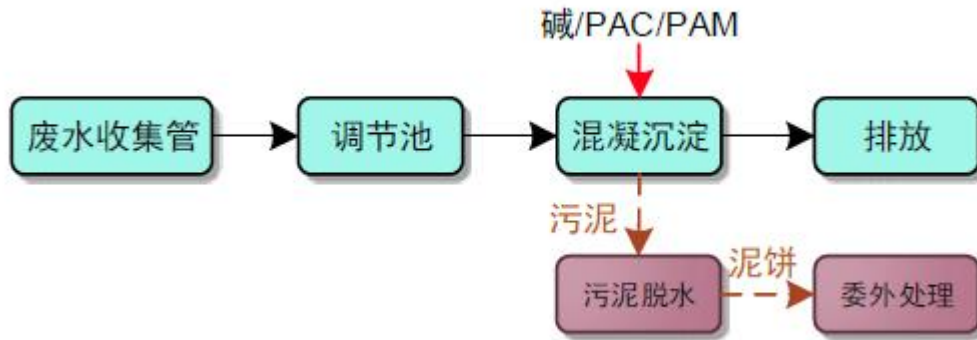 碱/PAC/PAM
废水收集管
调节池
混凝沉淀
排放
污泥
泥饼
污泥脱水
委外处理